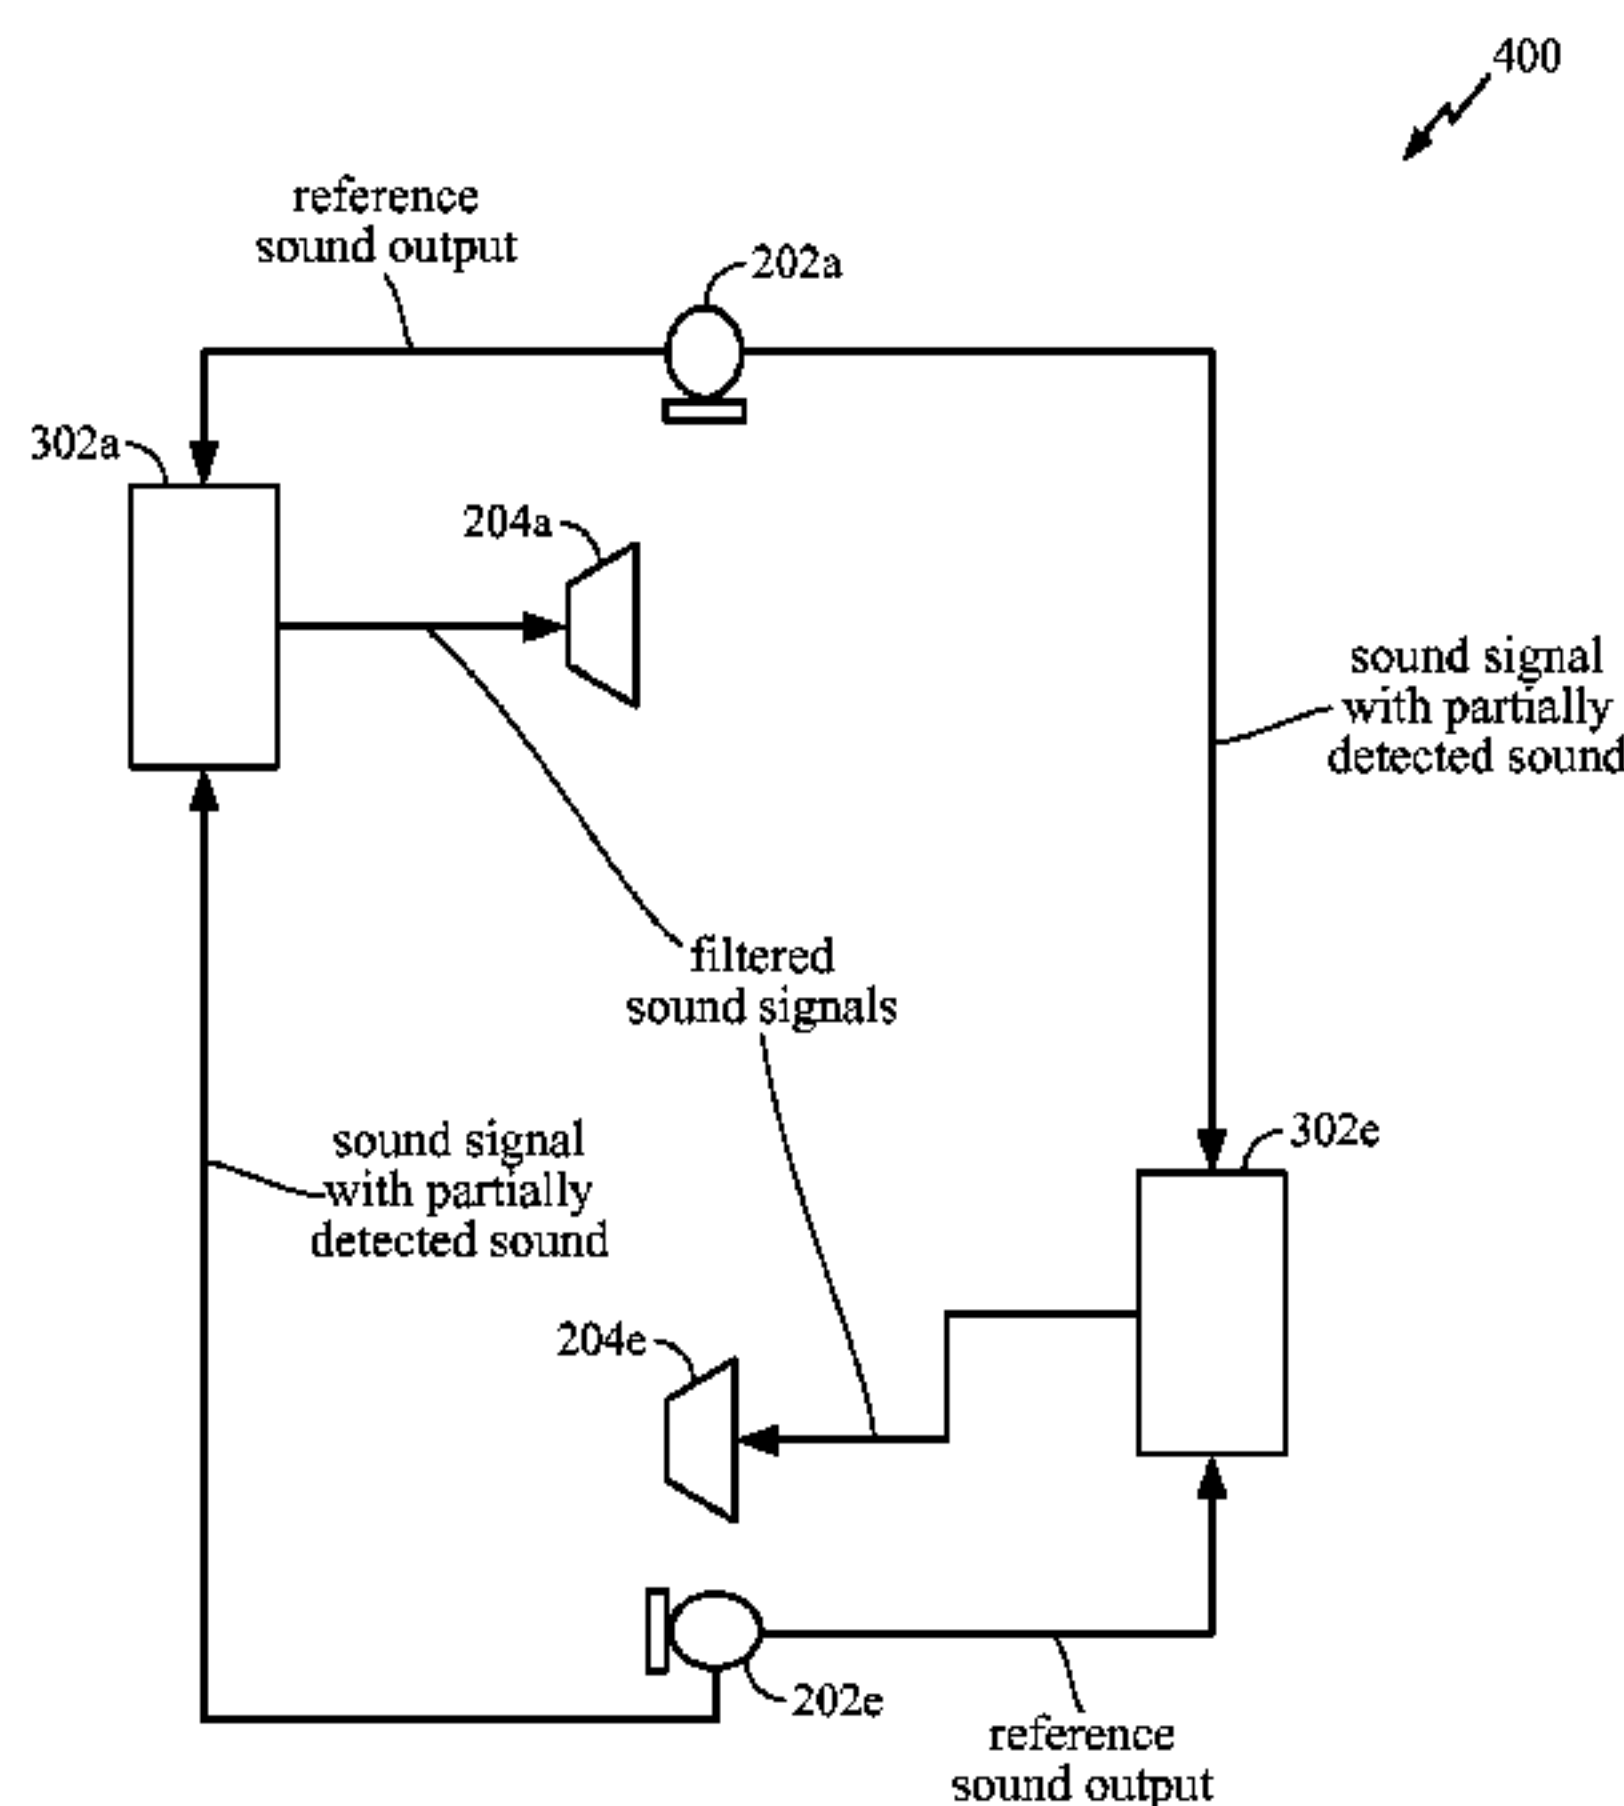 400
reference
sound output
202a
302a
204a
sound signal
with partially
detected sound
filtered
sound signals
302e
sound signal
with partially
detected sound
204e
202e
reference
sound output